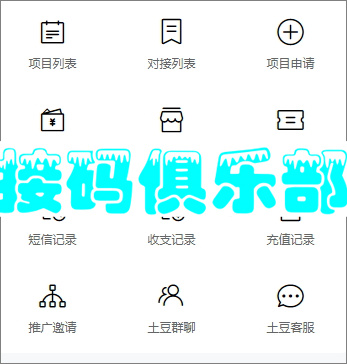 项目列表 对接列表 项目申请
¥
接码俱乐部
短信记录 收支记录 充值记录
推广邀请 土豆群聊 土豆客服